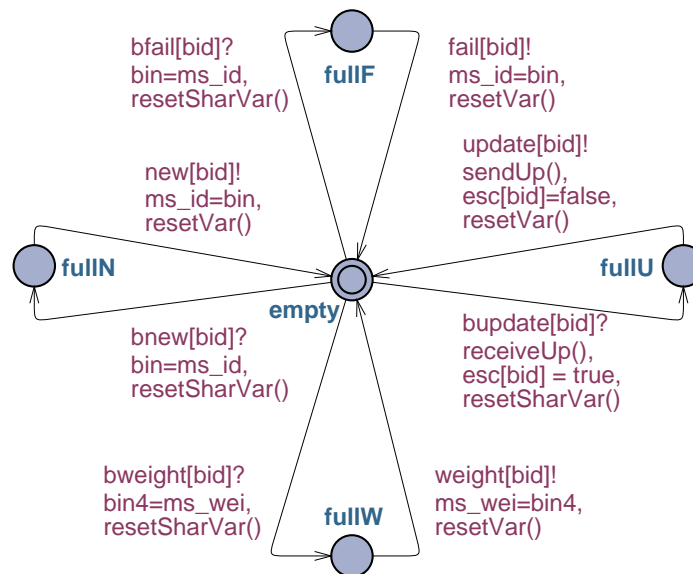 bfail[bid]?
bin=ms_id,
resetSharVar()
fullF
fail[bid]!
ms_id=bin,
resetVar()
new[bid]!
ms_id=bin,
resetVar()
update[bid]!
sendUp(),
esc[bid]=false,
resetVar()
fullN
empty
fullU
bnew[bid]?
bin=ms_id,
resetSharVar()
bupdate[bid]?
receiveUp(),
esc[bid] = true,
resetSharVar()
bweight[bid]?
bin4=ms_wei,
resetSharVar()
fullW
weight[bid]!
ms_wei=bin4,
resetVar()